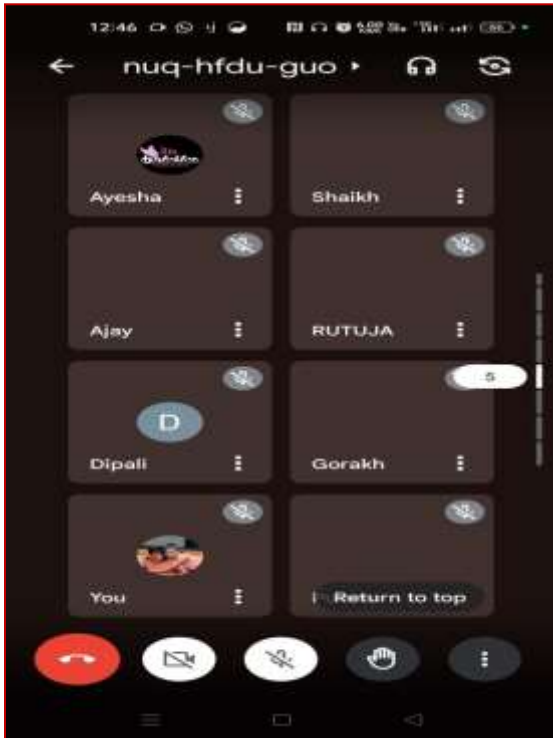 12:46
nuq-hfdu-guo
Ayesha
Shaikh
Ajay
RUTUJA
5
D
Dipali
Gorakh
You
Return to top